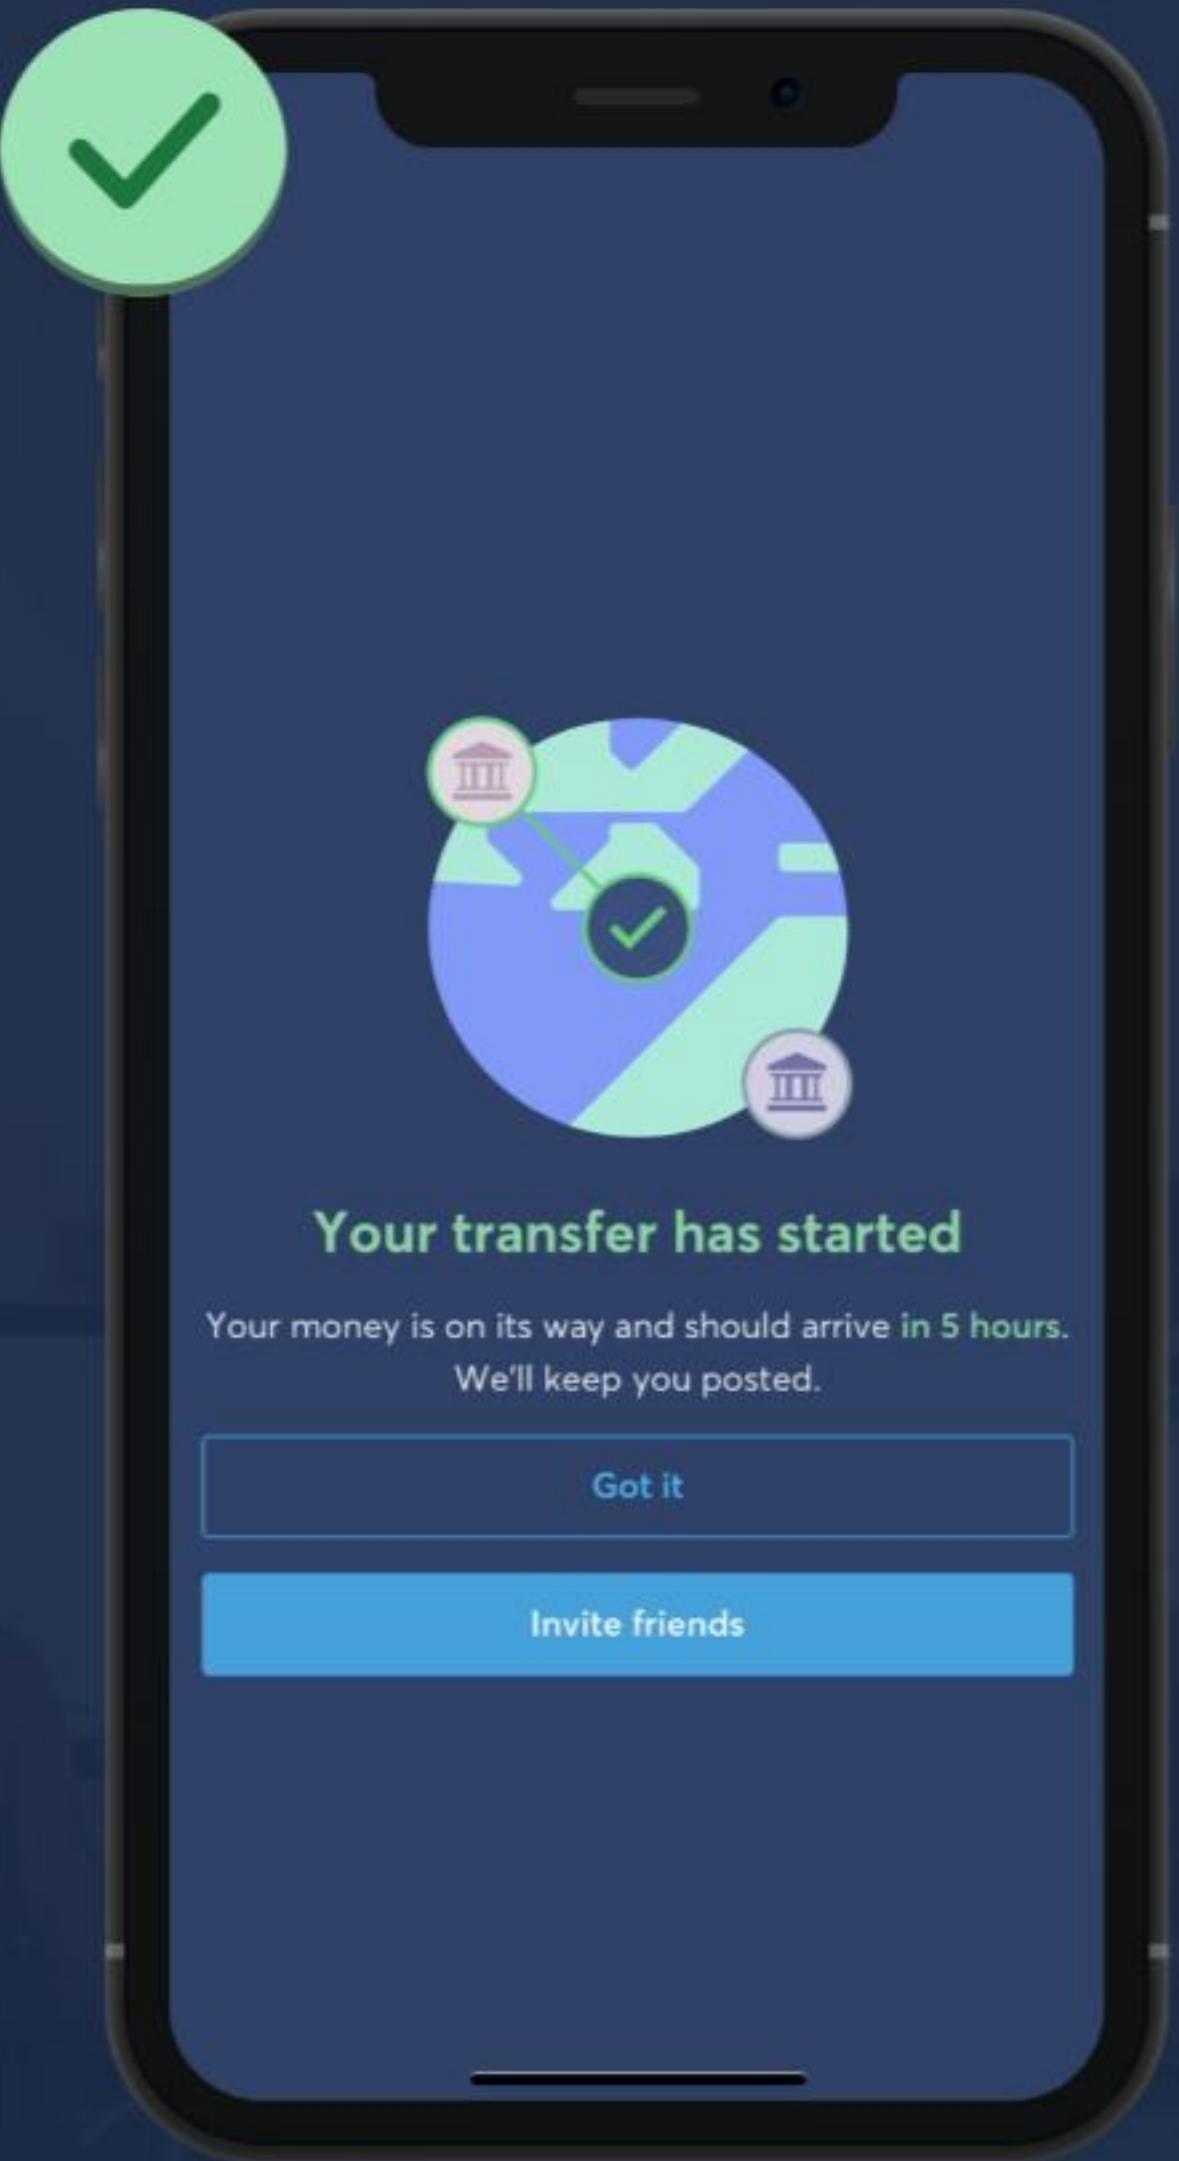 Your transfer has started
Your money is on its way and should arrive in 5 hours.
We'll keep you posted.
Got it
Invite friends